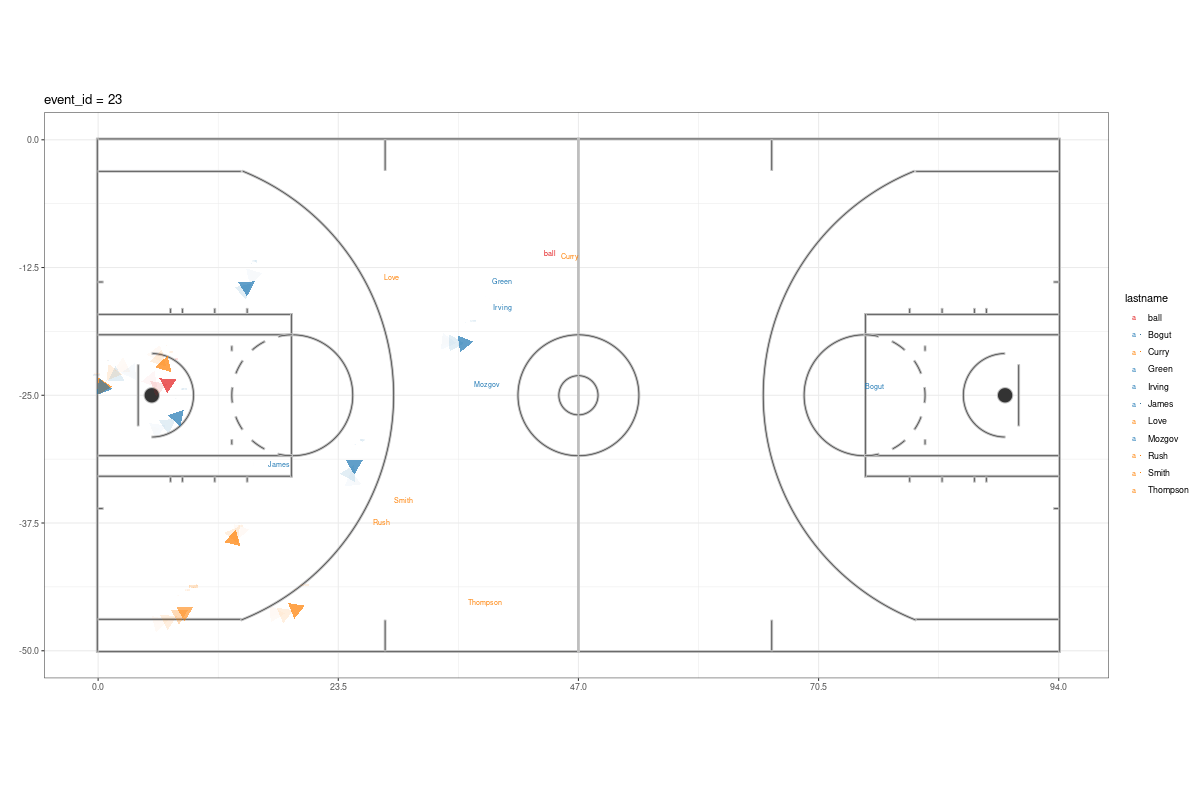 event_id = 23
0.0
-12.5
-25.0
-37.5
-50.0
ball
Curry
Love
Green
Irving
Mozgov
Bogut
James
Smith
Rush
Thompson
0.0 23.5 47.0 70.5 94.0
lastname
a ball
a Bogut
a Curry
a Green
a Irving
a James
a Love
a Mozgov
a Rush
a Smith
a Thompson